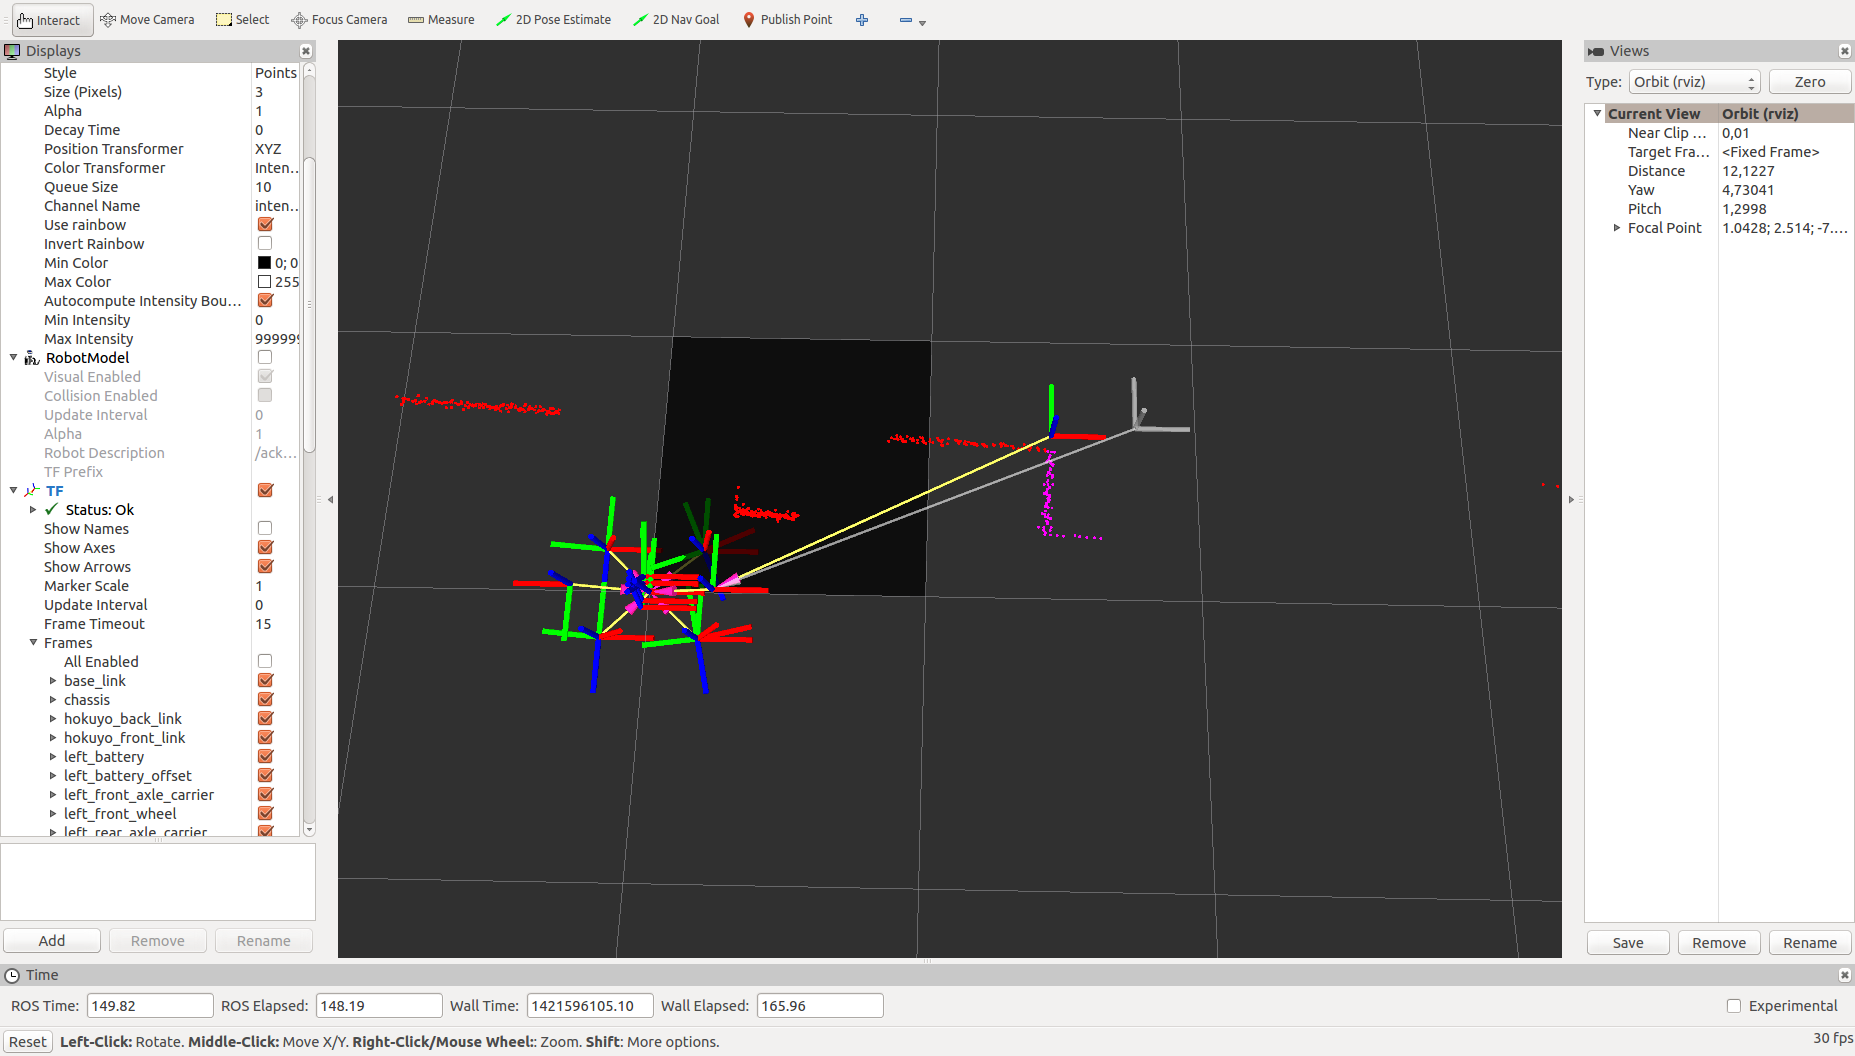 Interact Move Camera Select Focus Camera Measure 2D Pose Estimate 2D Nav Goal Publish Point
Displays
Style Points
Size (Pixels) 3
Alpha 1
Decay Time 0
Position Transformer XYZ
Color Transformer Inten...
Queue Size 10
Channel Name inten...
Use rainbow
Invert Rainbow
Min Color 0; 0
Max Color 255
Autocompute Intensity Bou...
Min Intensity 0
Max Intensity 99999
RobotModel
Visual Enabled
Collision Enabled
Update Interval 0
Alpha 1
Robot Description /ack...
TF Prefix
TF
Status: Ok
Show Names
Show Axes
Show Arrows
Marker Scale 1
Update Interval 0
Frame Timeout 15
Frames
All Enabled
base_link
chassis
hokuyo_back_link
hokuyo_front_link
left_battery
left_battery_offset
left_front_axle_carrier
left_front_wheel
left_rear_axle_carrier
Add Remove Rename
Views
Type: Orbit (rviz) Zero
Current View Orbit (rviz)
Near Clip ... 0,01
Target Fra... <Fixed Frame>
Distance 12,1227
Yaw 4,73041
Pitch 1,2998
Focal Point 1.0428; 2.514; -7....
Save Remove Rename
Time
ROS Time: 149.82 ROS Elapsed: 148.19 Wall Time: 1421596105.10 Wall Elapsed: 165.96 Experimental
Reset Left-Click: Rotate. Middle-Click: Move X/Y. Right-Click/Mouse Wheel:: Zoom. Shift: More options. 30 fps